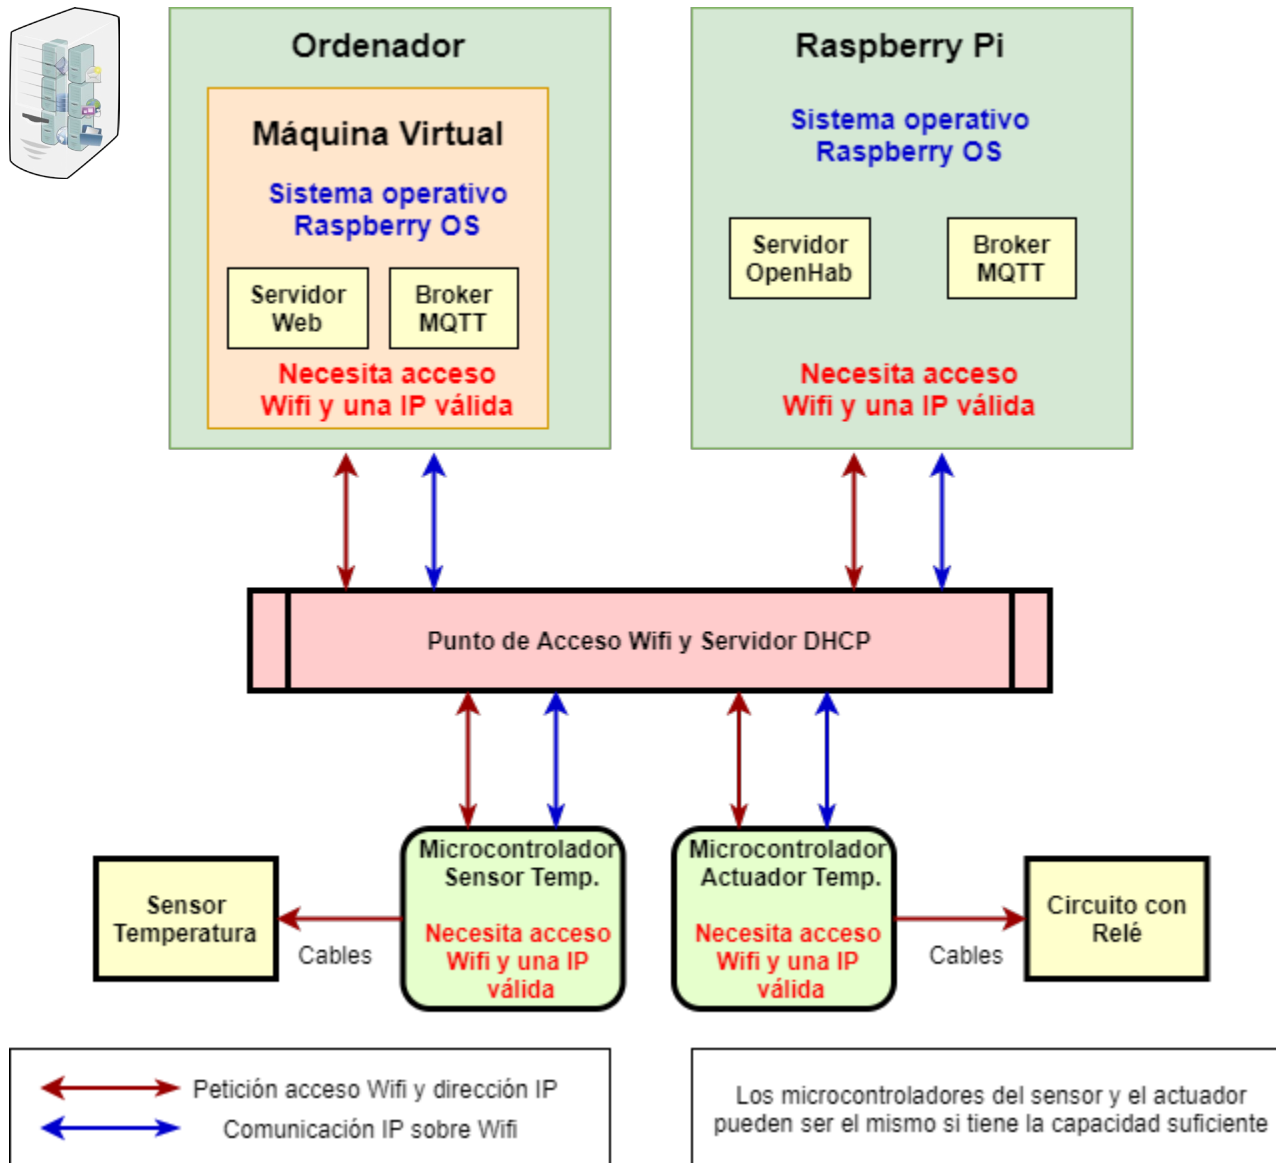 Ordenador
Máquina Virtual
Sistema operativo
Raspberry OS
Servidor
Web
Broker
MQTT
Necesita acceso
Wifi y una IP válida
Raspberry Pi
Sistema operativo
Raspberry OS
Servidor
OpenHab
Broker
MQTT
Necesita acceso
Wifi y una IP válida
Punto de Acceso Wifi y Servidor DHCP
Sensor
Temperatura
Cables
Microcontrolador
Sensor Temp.
Necesita acceso
Wifi y una IP
válida
Microcontrolador
Actuador Temp.
Necesita acceso
Wifi y una IP
válida
Cables
Circuito con
Relé
Petición acceso Wifi y dirección IP
Comunicación IP sobre Wifi
Los microcontroladores del sensor y el actuador
pueden ser el mismo si tiene la capacidad suficiente